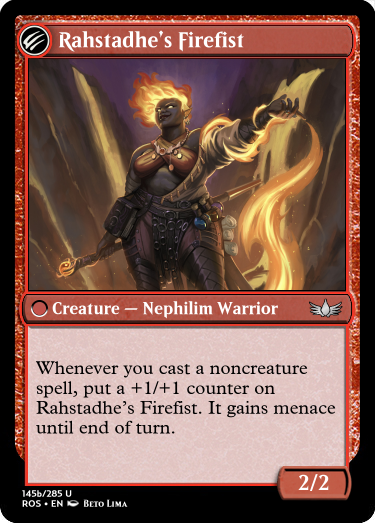 Rahstadhe's Firefist
Creature — Nephilim Warrior
Whenever you cast a noncreature
spell, put a +1/+1 counter on
Rahstadhe's Firefist. It gains menace
until end of turn.
2/2
145b/285 U
ROS • EN Beto Lima